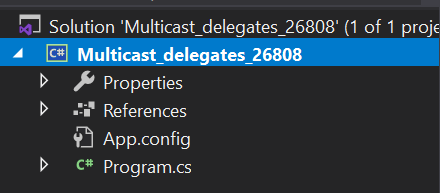 Solution 'Multicast_delegates_26808' (1 of 1 proje
C# Multicast_delegates_26808
Properties
References
App.config
C# Program.cs